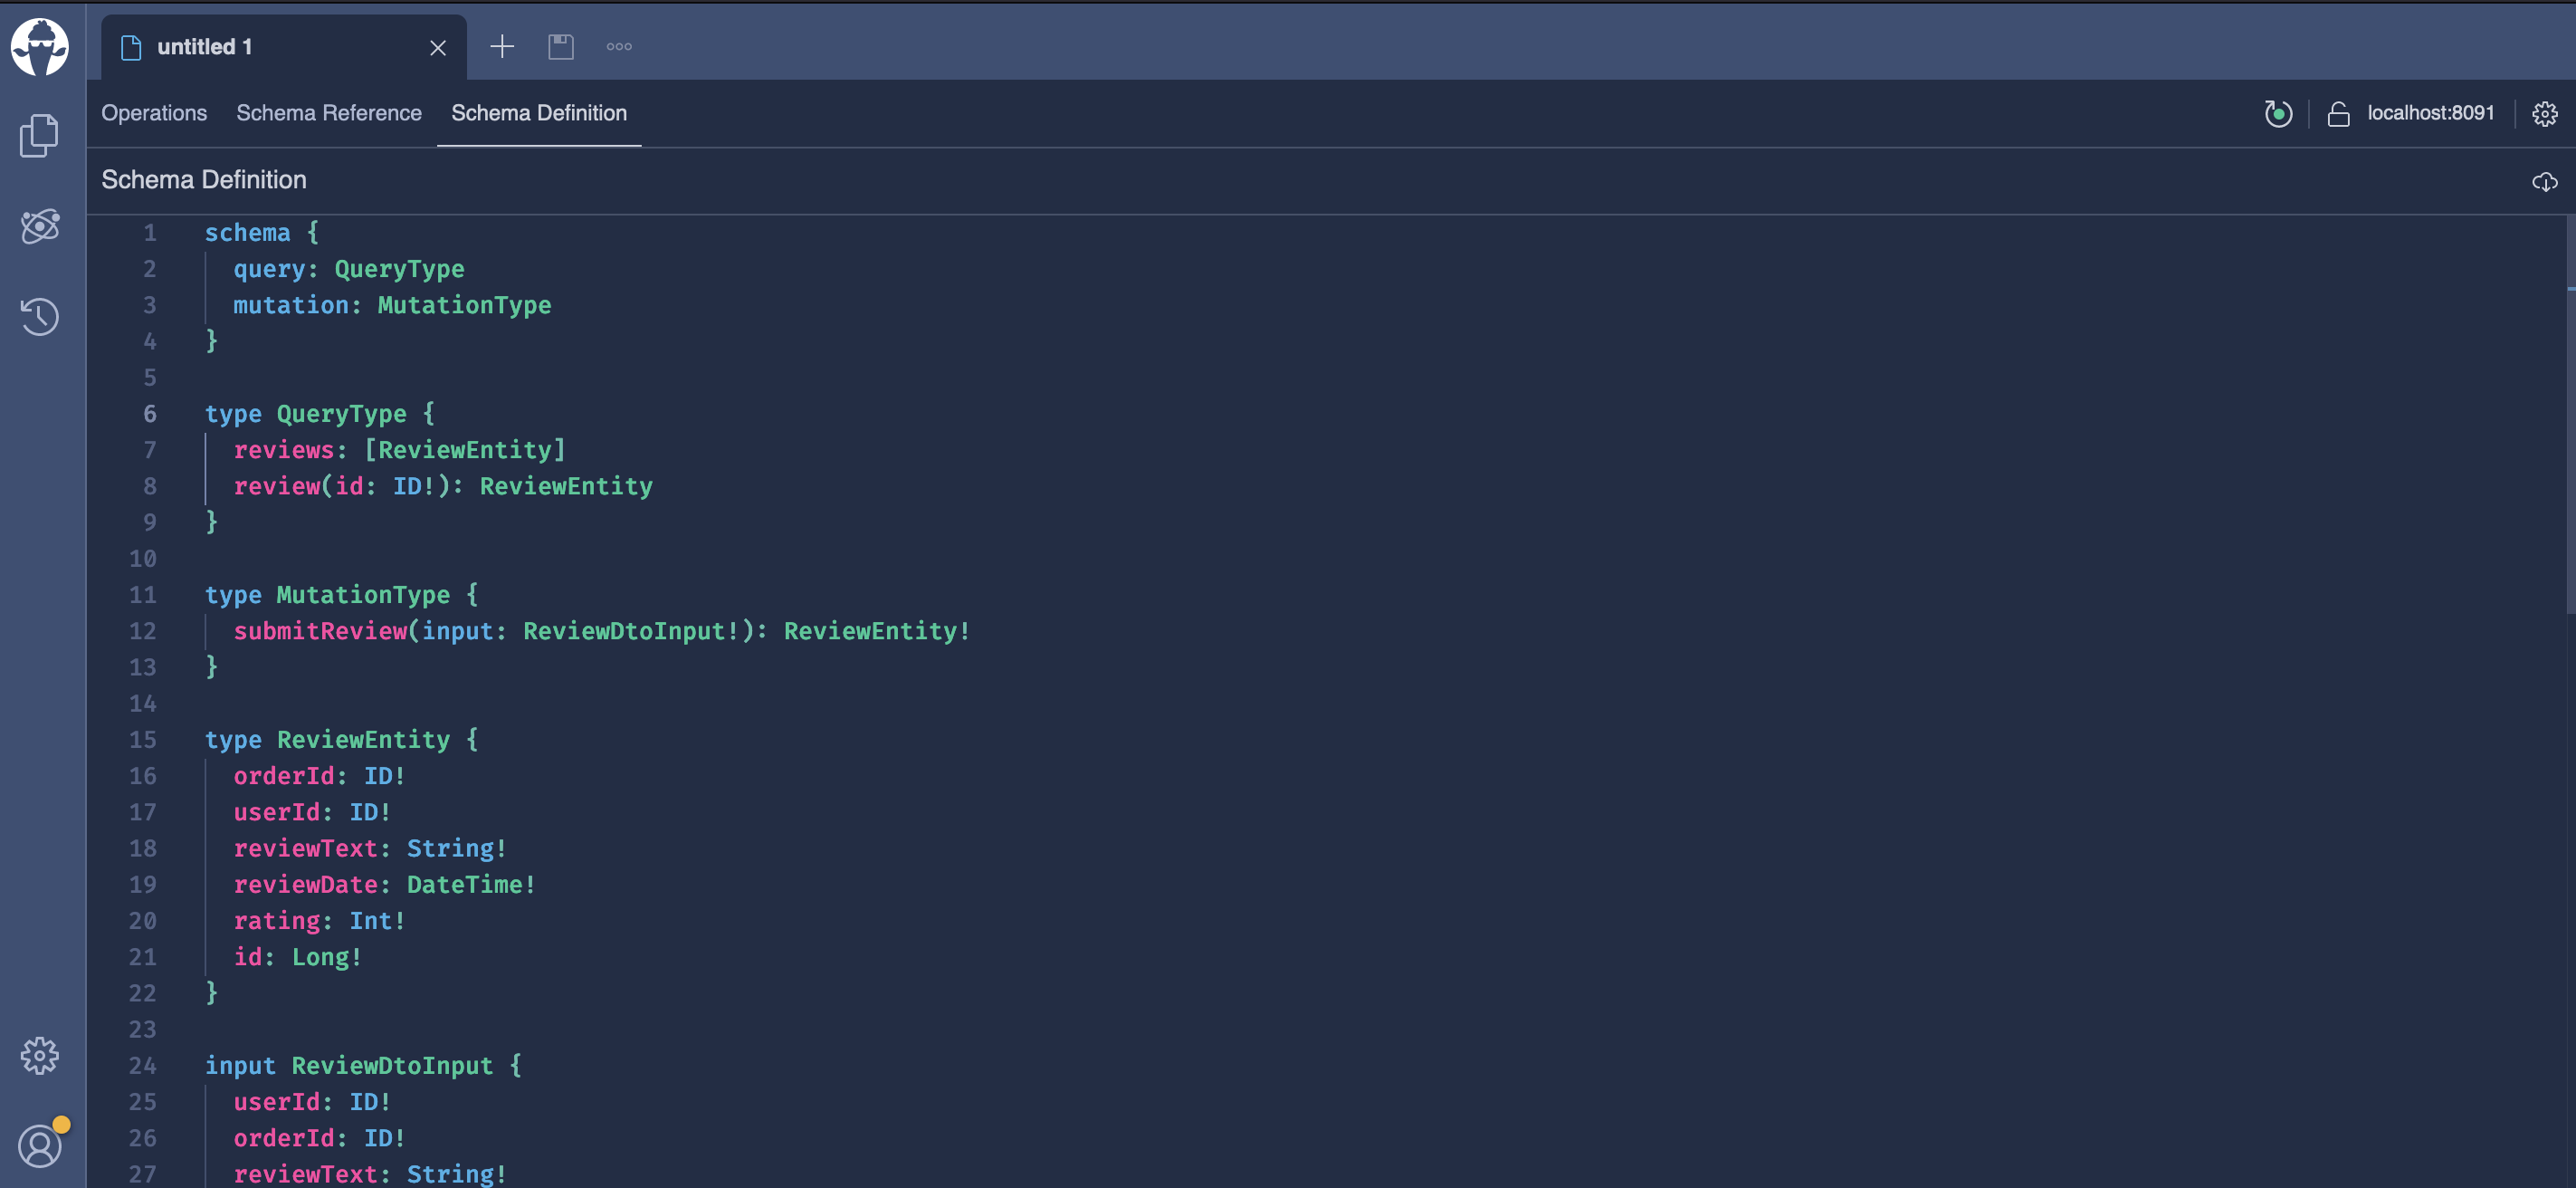 untitled 1
Operations Schema Reference Schema Definition localhost:8091
Schema Definition
1 schema {
2   query: QueryType
3   mutation: MutationType
4 }
5
6 type QueryType {
7   reviews: [ReviewEntity]
8   review(id: ID!): ReviewEntity
9 }
10
11 type MutationType {
12   submitReview(input: ReviewDtoInput!): ReviewEntity!
13 }
14
15 type ReviewEntity {
16   orderId: ID!
17   userId: ID!
18   reviewText: String!
19   reviewDate: DateTime!
20   rating: Int!
21   id: Long!
22 }
23
24 input ReviewDtoInput {
25   userId: ID!
26   orderId: ID!
27   reviewText: String!